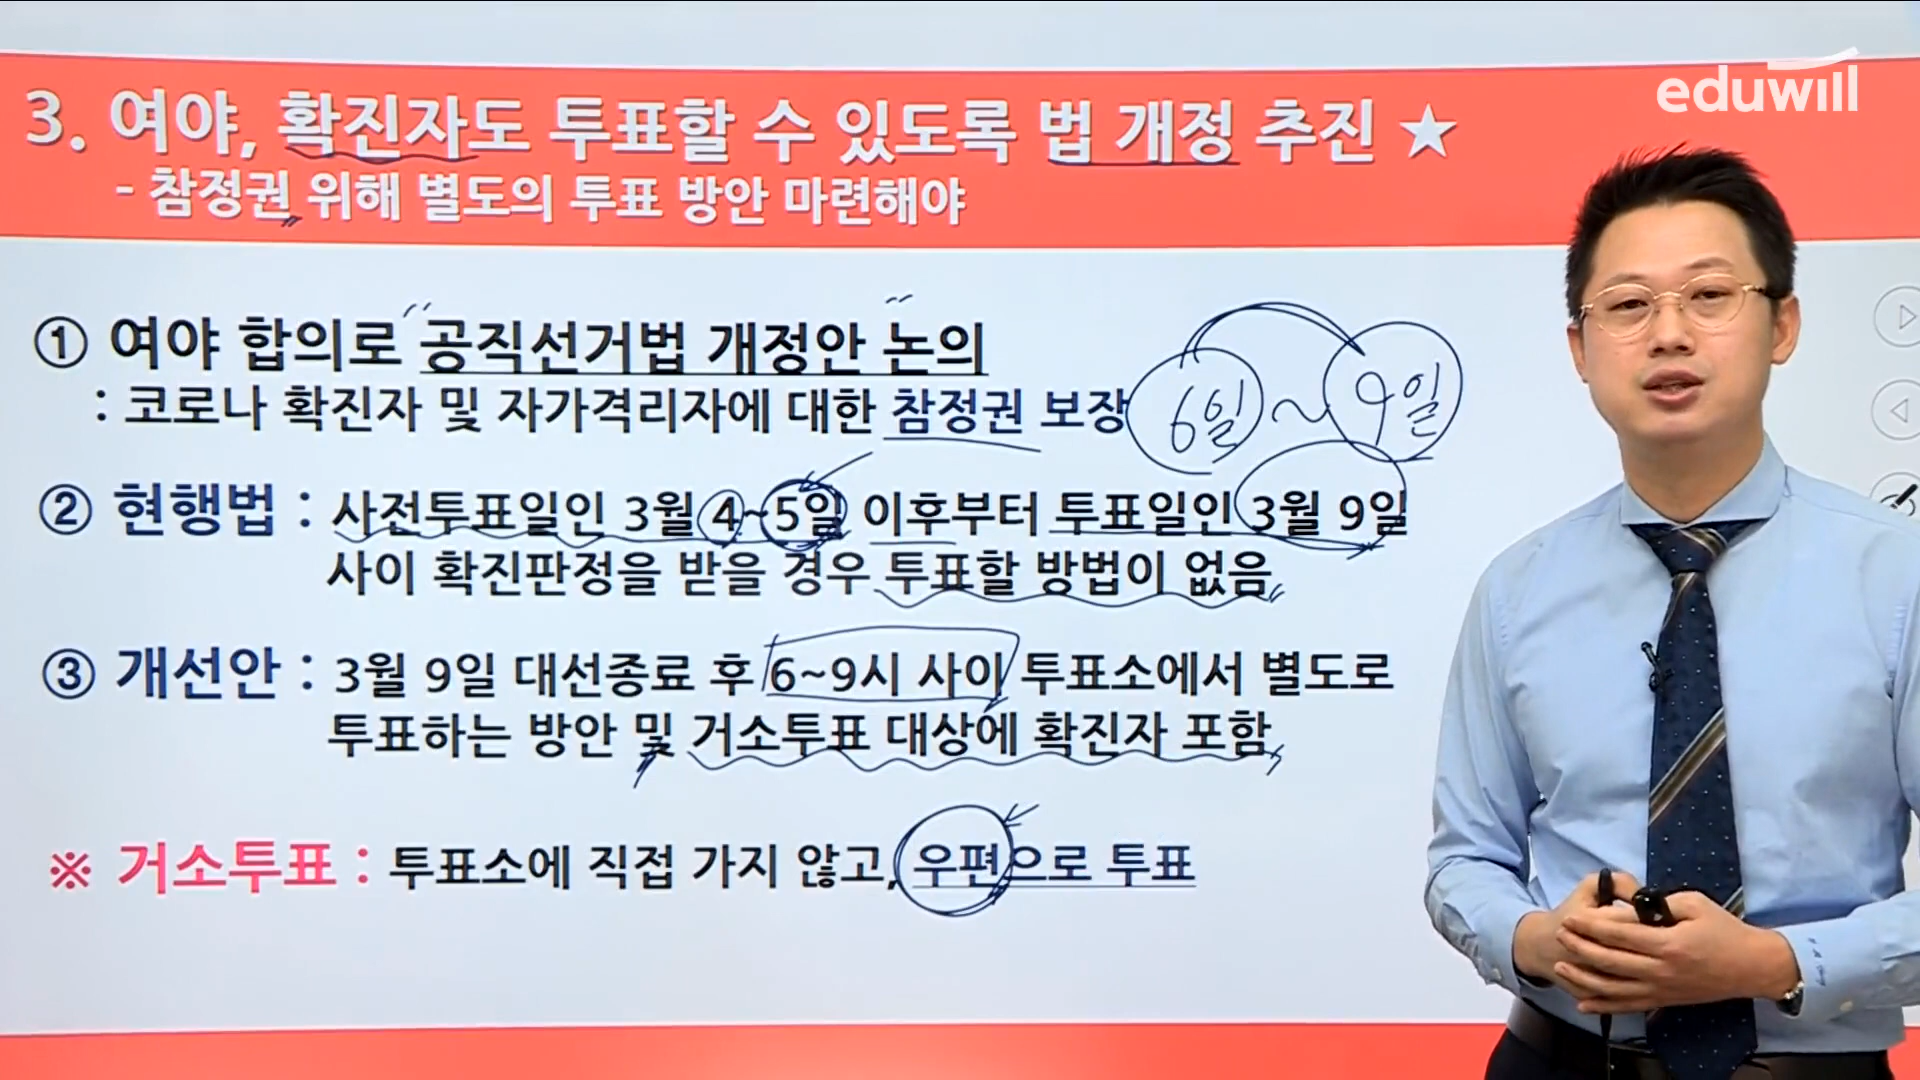 eduwill
3. 여야, 확진자도 투표할 수 있도록 법 개정 추진 ★
- 참정권 위해 별도의 투표 방안 마련해야
① 여야 합의로 공직선거법 개정안 논의
: 코로나 확진자 및 자가격리자에 대한 참정권 보장
6일 ~ 9일
② 현행법 : 사전투표일인 3월 4~5일 이후부터 투표일인 3월 9일
사이 확진판정을 받을 경우 투표할 방법이 없음
③ 개선안 : 3월 9일 대선종료 후 6~9시 사이 투표소에서 별도로
투표하는 방안 및 거소투표 대상에 확진자 포함
※ 거소투표 : 투표소에 직접 가지 않고, 우편으로 투표